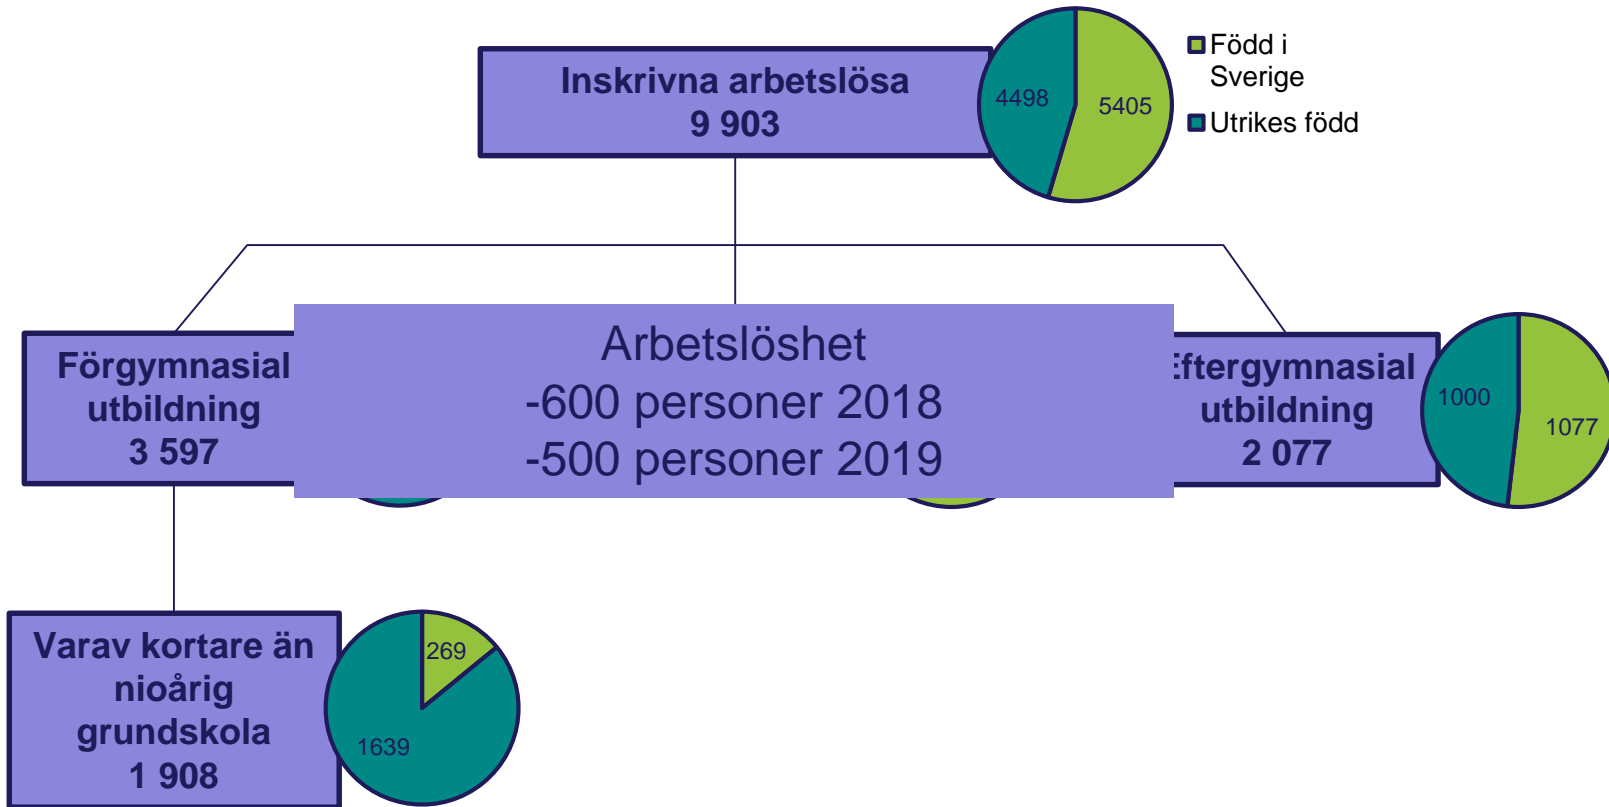 Inskrivna arbetslösa
9 903
4498
5405
Född i
Sverige
Utrikes född
Förgymnasial
utbildning
3 597
Arbetslöshet
-600 personer 2018
-500 personer 2019
Eftergymnasial
utbildning
2 077
1000
1077
Varav kortare än
nioårig
grundskola
1 908
269
1639